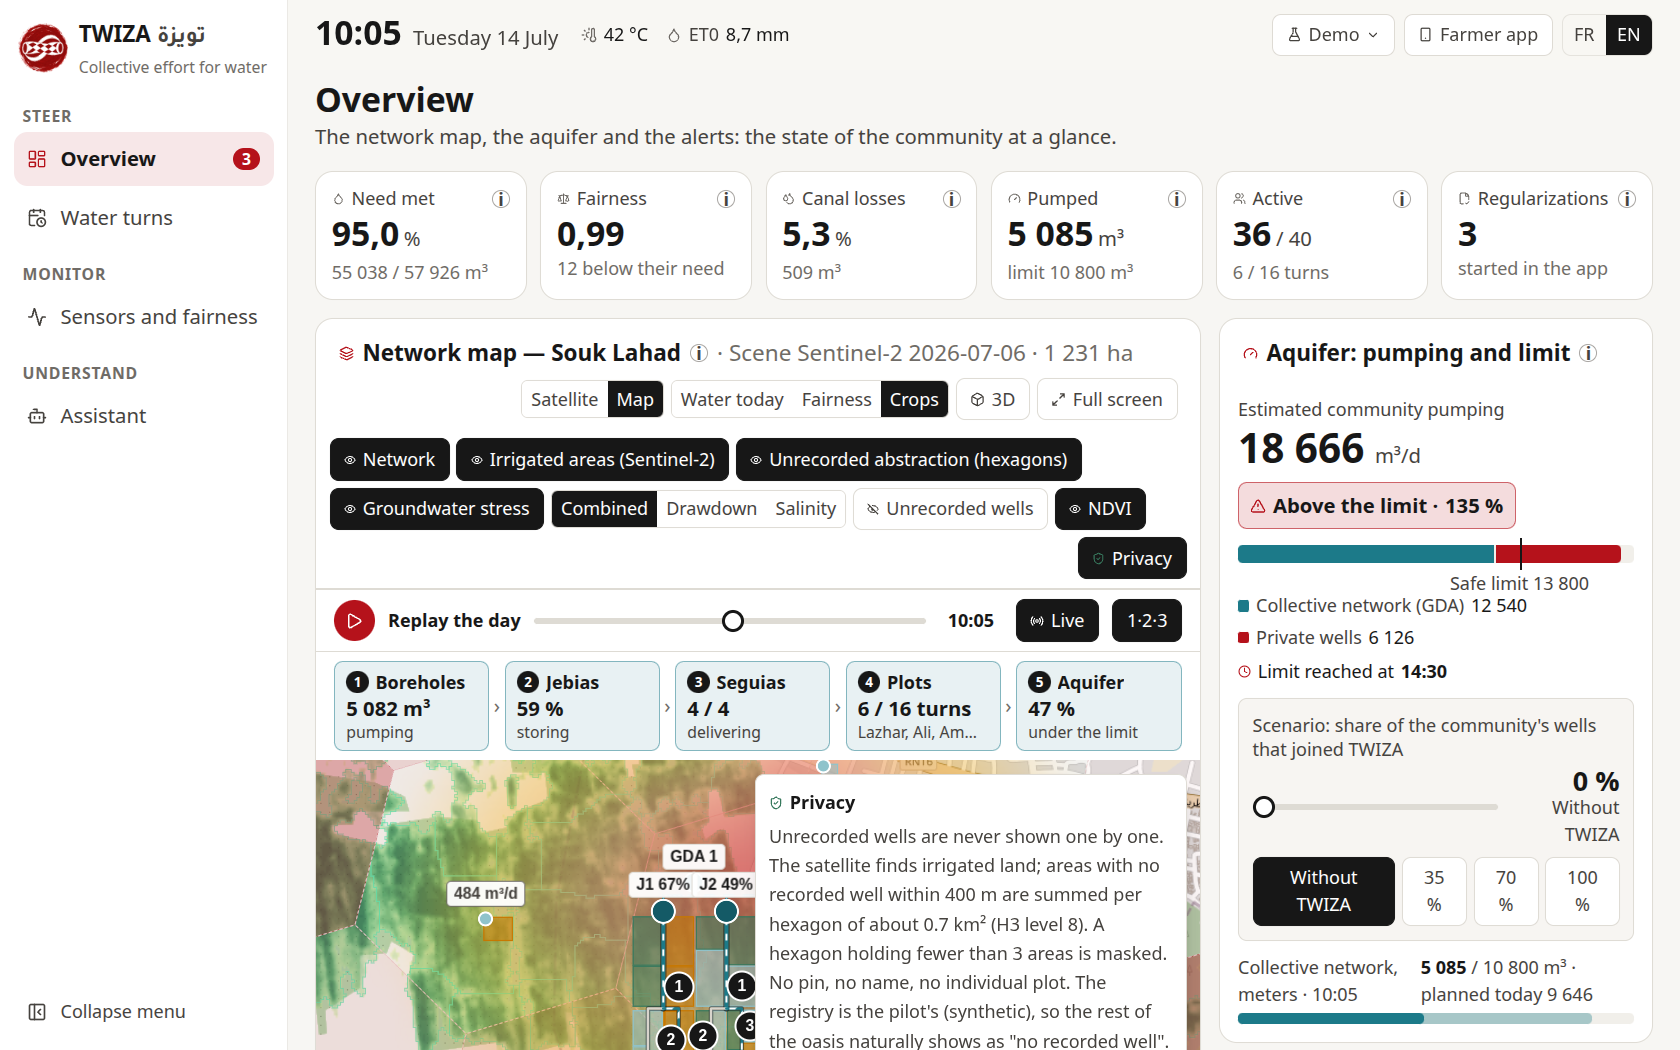 TWIZA تويزة
Collective effort for water
STEER
Overview
3
Water turns
MONITOR
Sensors and fairness
UNDERSTAND
Assistant
Collapse menu
10:05 Tuesday 14 July 42 °C ET0 8,7 mm
Demo
Farmer app
FR EN
Overview
The network map, the aquifer and the alerts: the state of the community at a glance.
Need met
95,0 %
55 038 / 57 926 m³
Fairness
0,99
12 below their need
Canal losses
5,3 %
509 m³
Pumped
5 085 m³
limit 10 800 m³
Active
36 / 40
6 / 16 turns
Regularizations
3
started in the app
Network map — Souk Lahad · Scene Sentinel-2 2026-07-06 · 1 231 ha
Satellite Map Water today Fairness Crops 3D Full screen
Network Irrigated areas (Sentinel-2) Unrecorded abstraction (hexagons)
Groundwater stress Combined Drawdown Salinity Unrecorded wells NDVI
Privacy
Replay the day 10:05 Live 1·2·3
1 Boreholes
5 082 m³
pumping
2 Jebias
59 %
storing
3 Seguias
4 / 4
delivering
4 Plots
6 / 16 turns
Lazhar, Ali, Am...
5 Aquifer
47 %
under the limit
RN16
GDA 1
J1 67% J2 49%
484 m³/d
1 1
2 2 3
Privacy
Unrecorded wells are never shown one by one.
The satellite finds irrigated land; areas with no
recorded well within 400 m are summed per
hexagon of about 0.7 km² (H3 level 8). A
hexagon holding fewer than 3 areas is masked.
No pin, no name, no individual plot. The
registry is the pilot's (synthetic), so the rest of
the oasis naturally shows as "no recorded well".
Aquifer: pumping and limit
Estimated community pumping
18 666 m³/d
Above the limit · 135 %
Safe limit 13 800
Collective network (GDA) 12 540
Private wells 6 126
Limit reached at 14:30
Scenario: share of the community's wells
that joined TWIZA
0 %
Without
TWIZA
Without
TWIZA
35
%
70
%
100
%
Collective network,
meters · 10:05
5 085 / 10 800 m³ ·
planned today 9 646